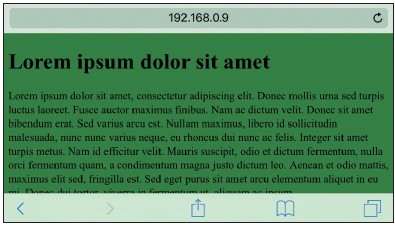 192.168.0.9
Lorem ipsum dolor sit amet
Lorem ipsum dolor sit amet, consectetur adipiscing elit. Donec mollis urna sed turpis
luctus laoreet. Fusce auctor maximus finibus. Nam ac dictum velit. Donec sit amet
bibendum erat. Sed varius arcu est. Nullam maximus, libero id sollicitudin
malesuada, nunc nunc varius neque, eu rhoncus dui nunc ac felis. Integer sit amet
turpis metus. Nam id efficitur velit. Mauris suscipit, odio et dictum fermentum, nulla
orci fermentum quam, a condimentum magna justo dictum leo. Aenean et odio mattis,
maximus elit sed, fringilla est. Sed eget purus sit amet arcu elementum aliquet in eu
mi. Donec dui tortor, viverra in fermentum ut, aliquam ac ipsum.